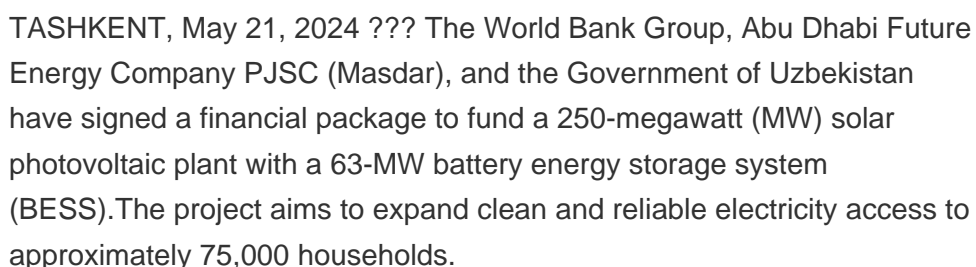 TASHKENT, May 21, 2024 ??? The World Bank Group, Abu Dhabi Future
Energy Company PJSC (Masdar), and the Government of Uzbekistan
have signed a financial package to fund a 250-megawatt (MW) solar
photovoltaic plant with a 63-MW battery energy storage system
(BESS).The project aims to expand clean and reliable electricity access to
approximately 75,000 households.